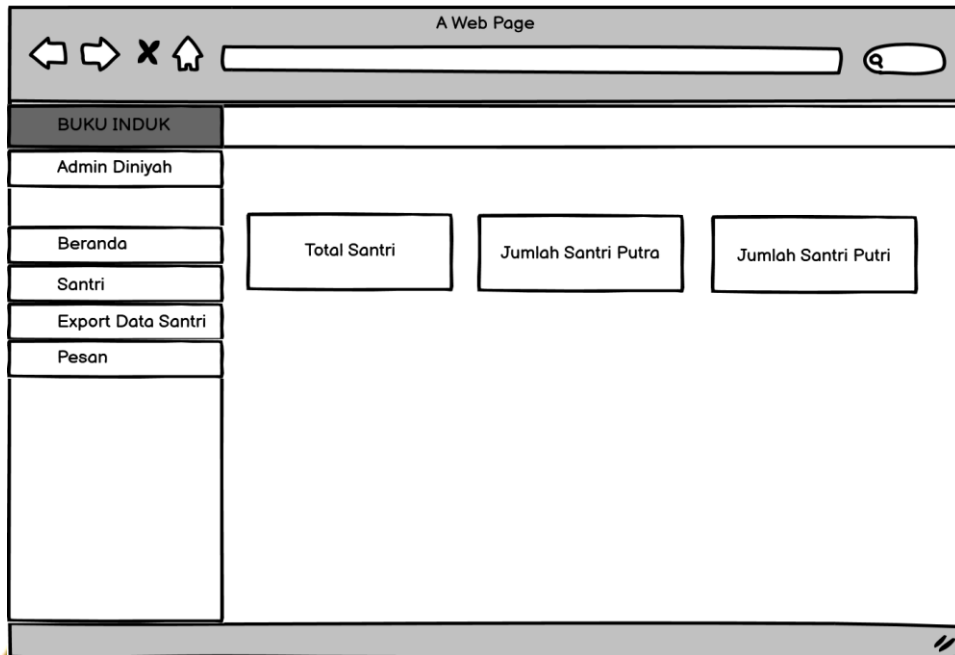 A Web Page
BUKU INDUK
Admin Diniyah
Beranda
Santri
Export Data Santri
Pesan
Total Santri
Jumlah Santri Putra
Jumlah Santri Putri